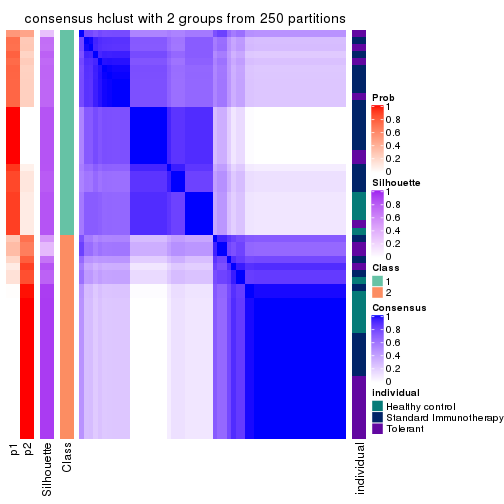 consensus hclust with 2 groups from 250 partitions
Prob
1
0.8
0.6
0.4
0.2
0
Silhouette
1
0.8
0.6
0.4
0.2
0
Class
1
2
Consensus
1
0.8
0.6
0.4
0.2
0
individual
Healthy control
Standard Immunotherapy
Tolerant
p1
p2
Silhouette
Class
individual